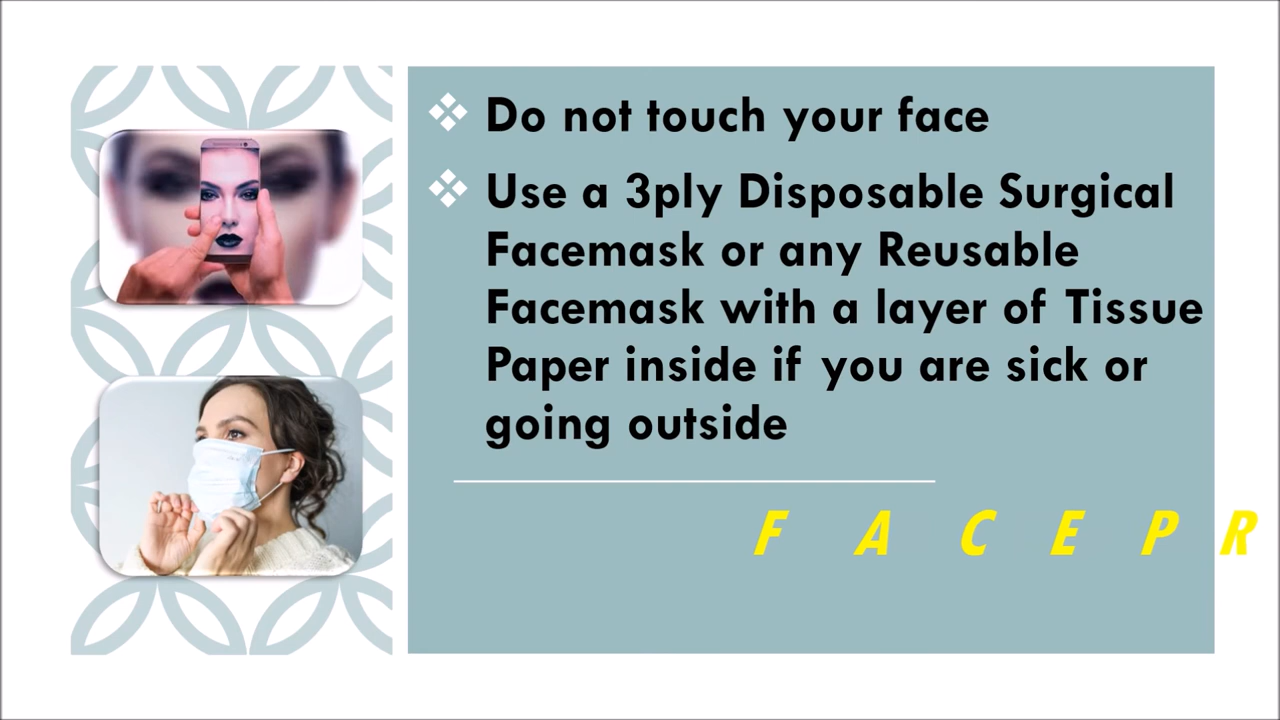 Do not touch your face
Use a 3ply Disposable Surgical
Facemask or any Reusable
Facemask with a layer of Tissue
Paper inside if you are sick or
going outside
F A C E P R